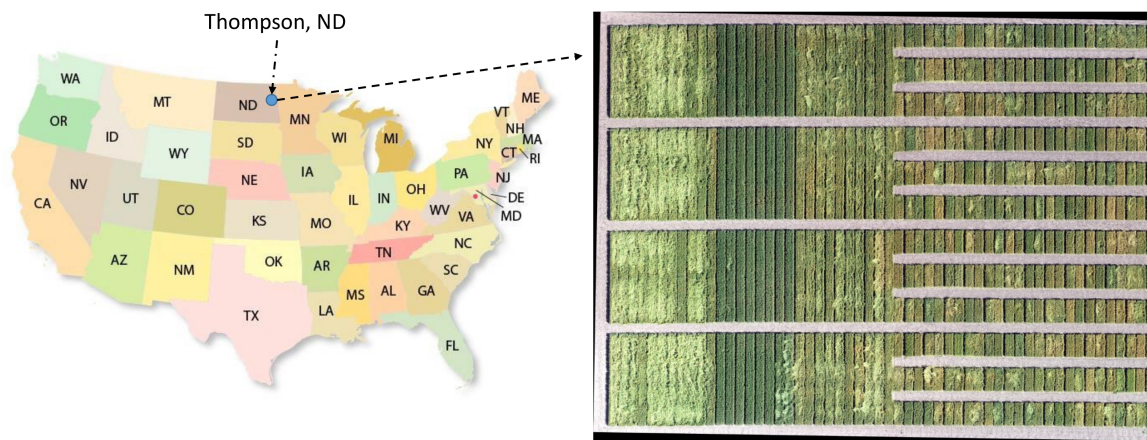 Thompson, ND
WA
MT
ND
MN
ME
VT
NH
MA
OR
ID
SD
WI
MI
NY
CT
RI
WY
IA
PA
NJ
NV
UT
CO
NE
IL
IN
OH
DE
MD
CA
KS
MO
WV
VA
KY
AZ
NM
OK
AR
TN
NC
SC
TX
LA
MS
AL
GA
FL